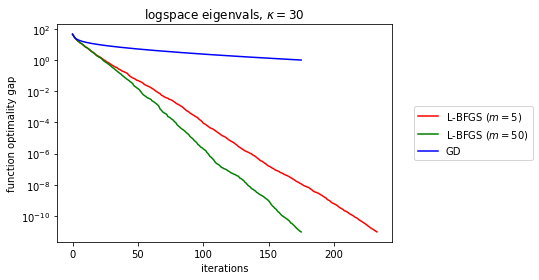 logspace eigenvals, κ = 30
function optimality gap
10²
10⁰
10⁻²
10⁻⁴
10⁻⁶
10⁻⁸
10⁻¹⁰
0 50 100 150 200
iterations
L-BFGS (m = 5)
L-BFGS (m = 50)
GD